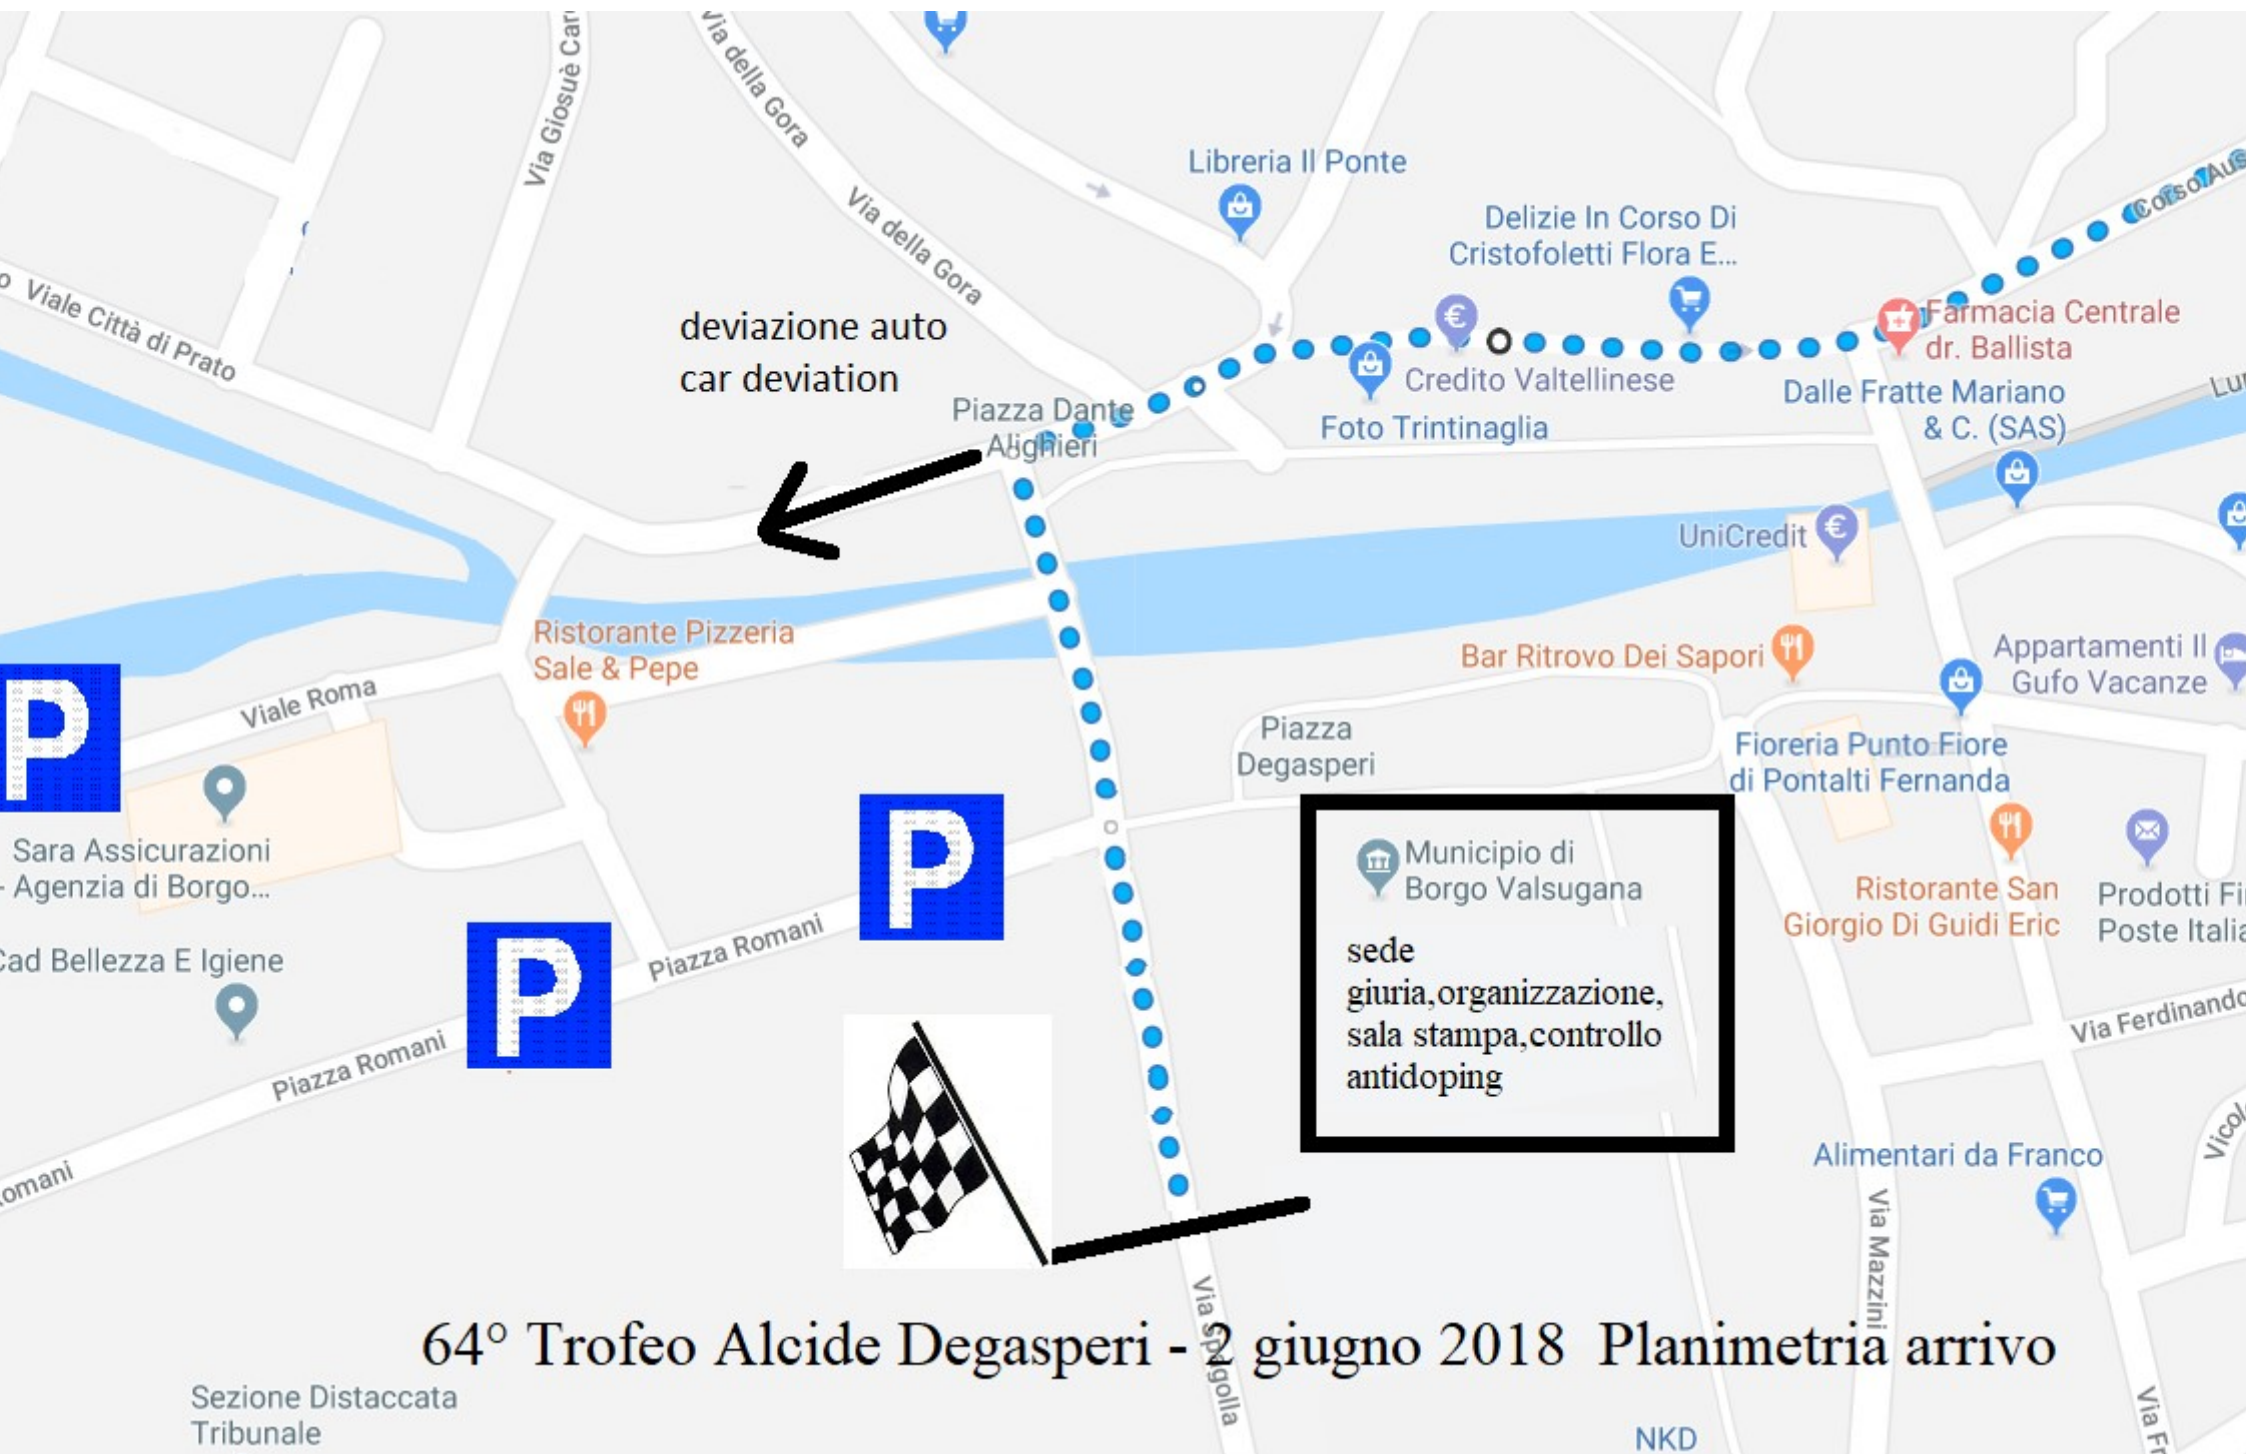 Via Giosuè Car
Via della Gora
Via della Gora
Libreria Il Ponte
Delizie In Corso Di
Cristofoletti Flora E...
Corso Aus
Viale Città di Prato
deviazione auto
car deviation
Farmacia Centrale
dr. Ballista
Piazza Dante
Alighieri
Credito Valtellinese
Foto Trintinaglia
Dalle Fratte Mariano
& C. (SAS)
UniCredit
Ristorante Pizzeria
Sale & Pepe
Bar Ritrovo Dei Sapori
Appartamenti Il
Gufo Vacanze
Viale Roma
P
Piazza
Degasperi
Fioreria Punto Fiore
di Pontalti Fernanda
P
Sara Assicurazioni
- Agenzia di Borgo...
Municipio di
Borgo Valsugana
sede
giuria,organizzazione,
sala stampa,controllo
antidoping
Ristorante San
Giorgio Di Guidi Eric
Prodotti Fi
Poste Italia
Cad Bellezza E Igiene
P
Piazza Romani
Piazza Romani
omani
Via Ferdinando
Alimentari da Franco
Vicol
Via Mazzini
Via Spagolla
64° Trofeo Alcide Degasperi - 2 giugno 2018 Planimetria arrivo
Sezione Distaccata
Tribunale
NKD
Via Fr